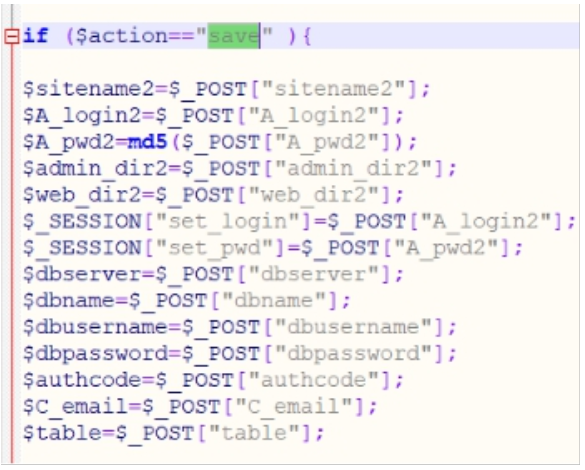 if ($action=="save" ){
$sitename2=$_POST["sitename2"];
$A_login2=$_POST["A_login2"];
$A_pwd2=md5($_POST["A_pwd2"]);
$admin_dir2=$_POST["admin_dir2"];
$web_dir2=$_POST["web_dir2"];
$_SESSION["set_login"]=$_POST["A_login2"];
$_SESSION["set_pwd"]=$_POST["A_pwd2"];
$dbserver=$_POST["dbserver"];
$dbname=$_POST["dbname"];
$dbusername=$_POST["dbusername"];
$dbpassword=$_POST["dbpassword"];
$authcode=$_POST["authcode"];
$C_email=$_POST["C_email"];
$table=$_POST["table"];